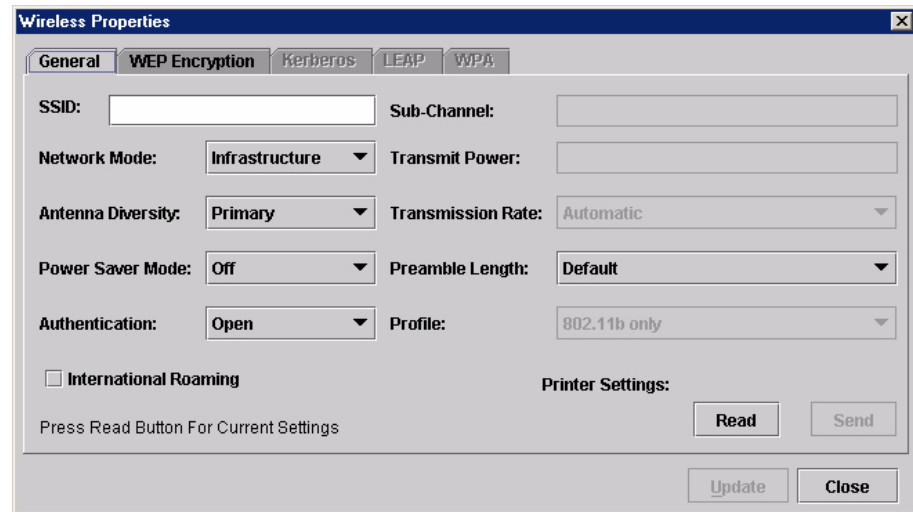 Wireless Properties
General WEP Encryption Kerberos LEAP WPA
SSID: Sub-Channel:
Network Mode: Infrastructure Transmit Power:
Antenna Diversity: Primary Transmission Rate: Automatic
Power Saver Mode: Off Preamble Length: Default
Authentication: Open Profile: 802.11b only
International Roaming Printer Settings:
Press Read Button For Current Settings Read Send
Update Close